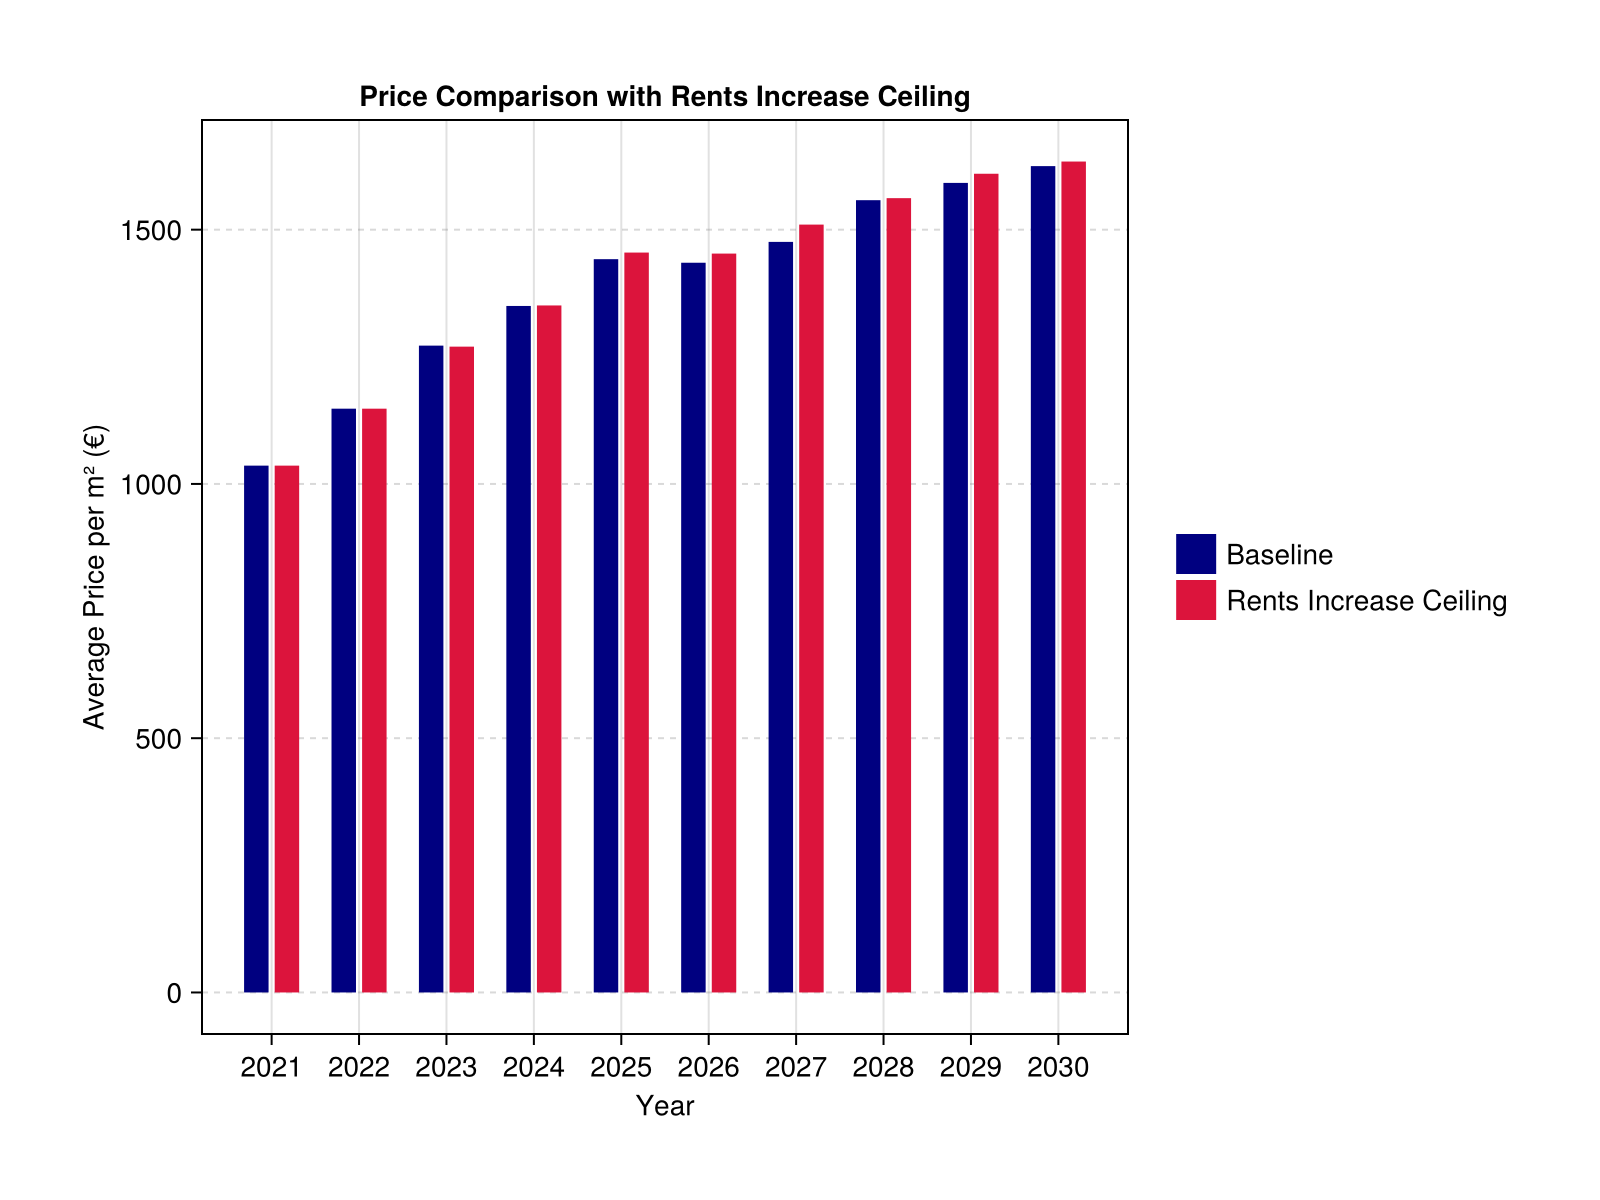 Price Comparison with Rents Increase Ceiling
Average Price per m² (€)
1500
1000
500
0
2021 2022 2023 2024 2025 2026 2027 2028 2029 2030
Year
Baseline
Rents Increase Ceiling